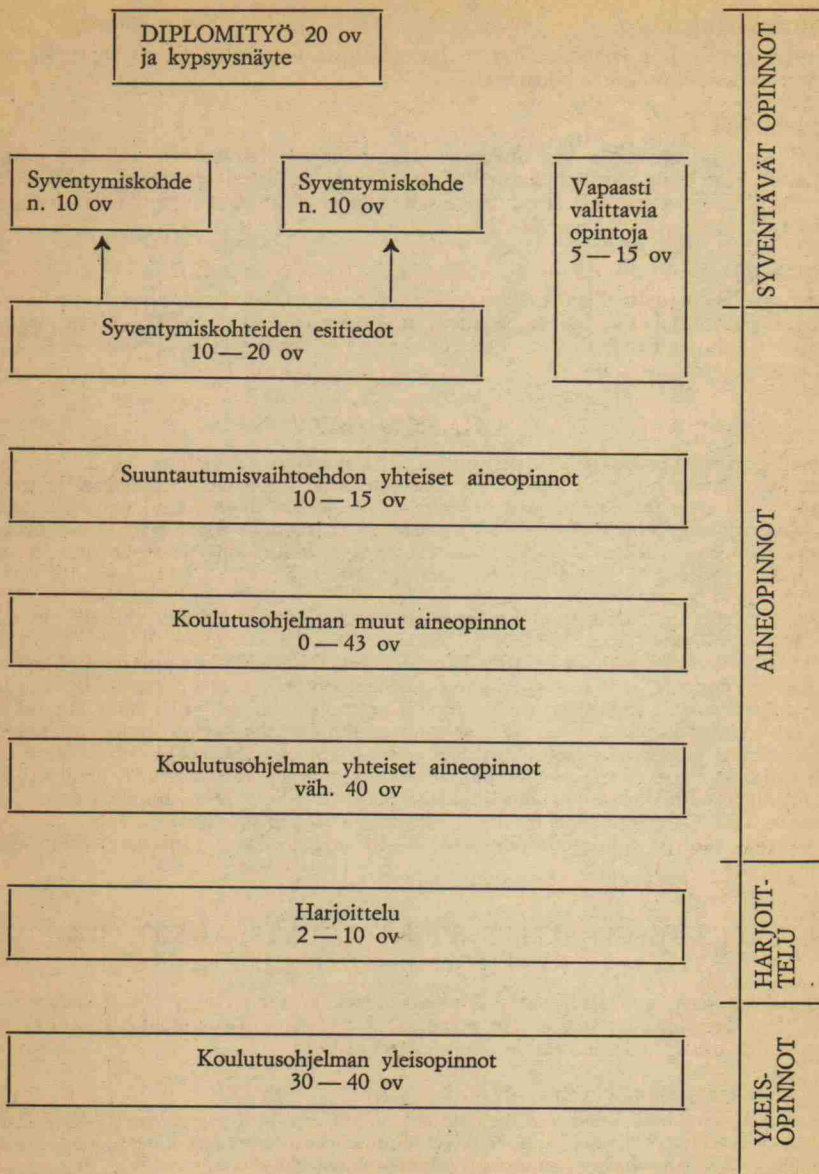 DIPLOMITYÖ 20 ov
ja kypsyysnäyte
Syventymiskohde
n. 10 ov
Syventymiskohde
n. 10 ov
Vapaasti
valittavia
opintoja
5 — 15 ov
Syventymiskohteiden esitiedot
10 — 20 ov
Suuntautumisvaihtoehdon yhteiset aineopinnot
10 — 15 ov
Koulutusohjelman muut aineopinnot
0 — 43 ov
Koulutusohjelman yhteiset aineopinnot
väh. 40 ov
Harjoittelu
2 — 10 ov
Koulutusohjelman yleisopinnot
30 — 40 ov
SYVENTÄVÄT OPINNOT
AINEOPINNOT
HARJOIT-
TELU
YLEIS-
OPINNOT